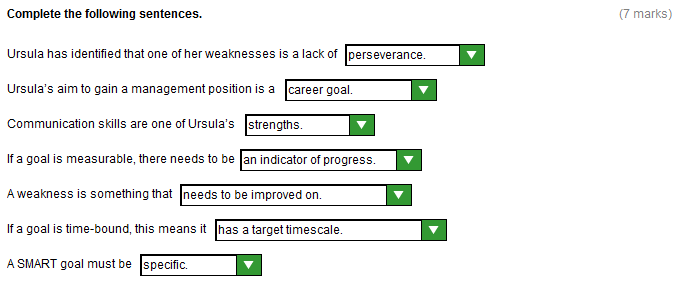 Complete the following sentences. (7 marks)
Ursula has identified that one of her weaknesses is a lack of perseverance.
Ursula's aim to gain a management position is a career goal.
Communication skills are one of Ursula's strengths.
If a goal is measurable, there needs to be an indicator of progress.
A weakness is something that needs to be improved on.
If a goal is time-bound, this means it has a target timescale.
A SMART goal must be specific.